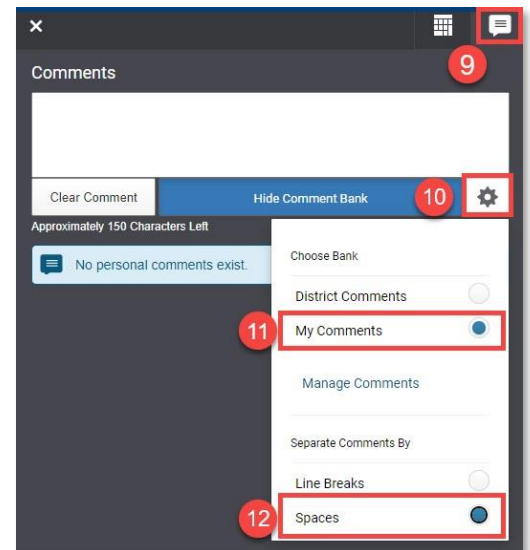 ×
9
Comments
Clear Comment
Hide Comment Bank
10
Approximately 150 Characters Left
No personal comments exist.
Choose Bank
District Comments
11
My Comments
Manage Comments
Separate Comments By
Line Breaks
12
Spaces